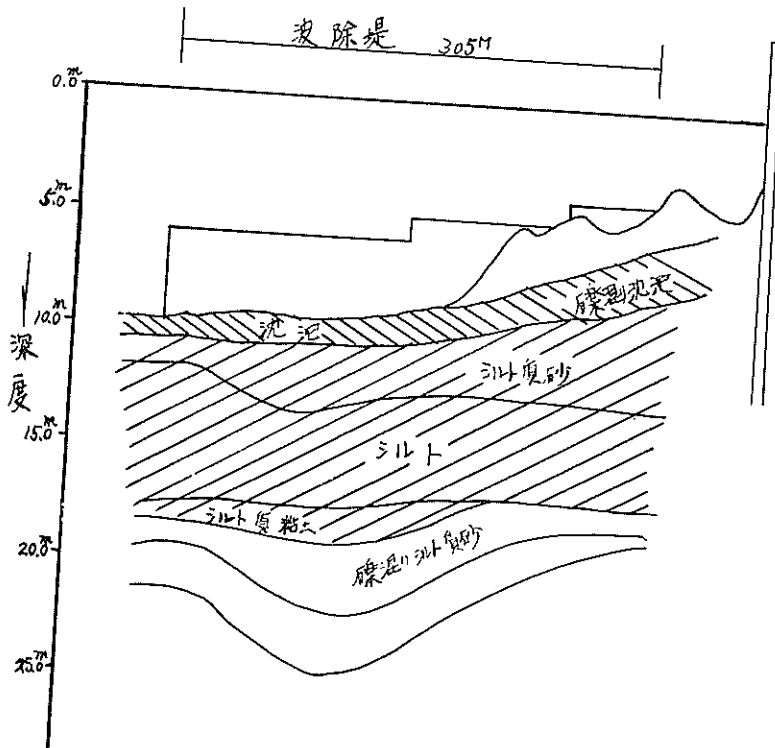 波除堤 305M
0.0m
5.0m
10.0m
15.0m
20.0m
25.0m
深度
沈泥
礫混沈泥
シルト質砂
シルト
シルト質粘土
礫混りシルト質砂